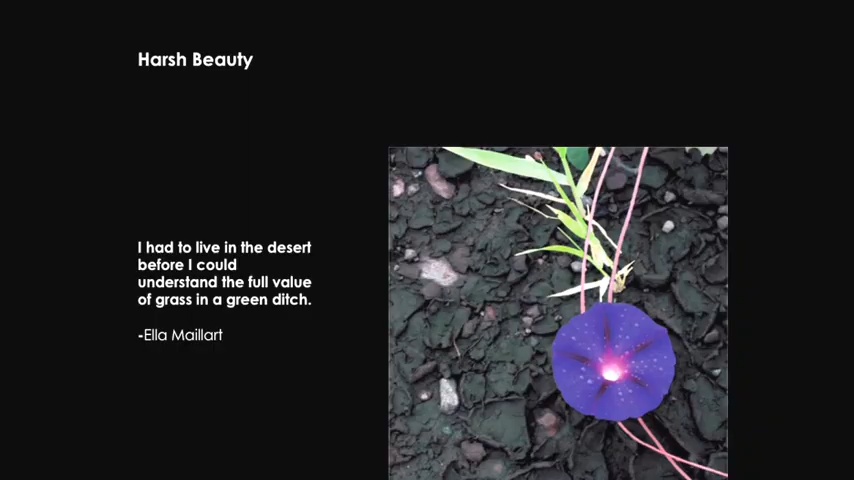 Harsh Beauty
I had to live in the desert
before I could
understand the full value
of grass in a green ditch.
-Ella Maillart